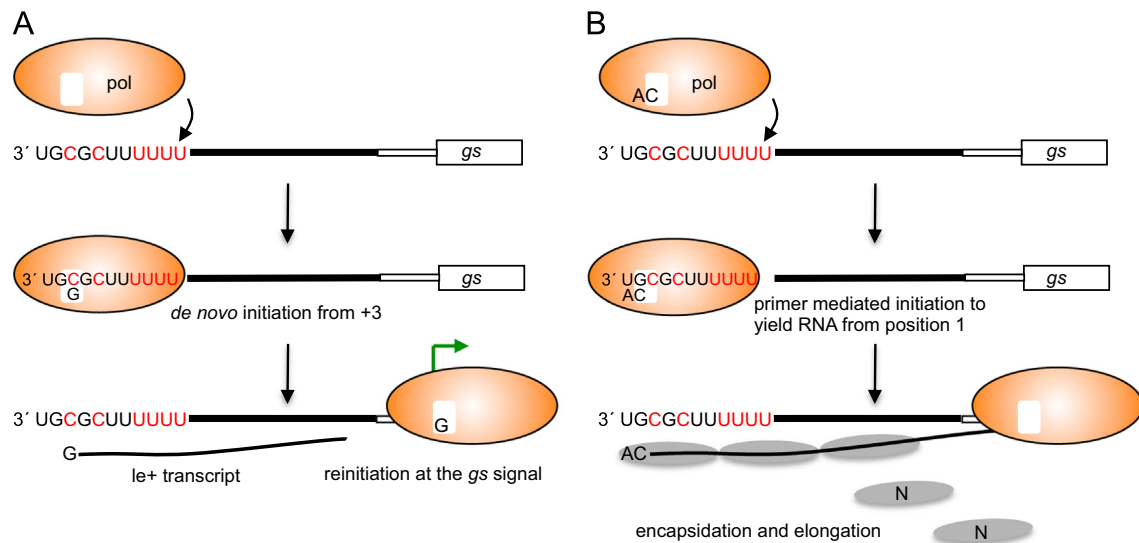 A
pol
3´ UGCGCUUUUUU
gs
3´ UGCGCUUUUUU
gs
G
de novo initiation from +3
3´ UGCGCUUUUUU
G
G
le+ transcript
reinitiation at the gs signal
B
pol
AC
3´ UGCGCUUUUUU
gs
3´ UGCGCUUUUUU
gs
AC
primer mediated initiation to
yield RNA from position 1
3´ UGCGCUUUUUU
AC
N
N
encapsidation and elongation